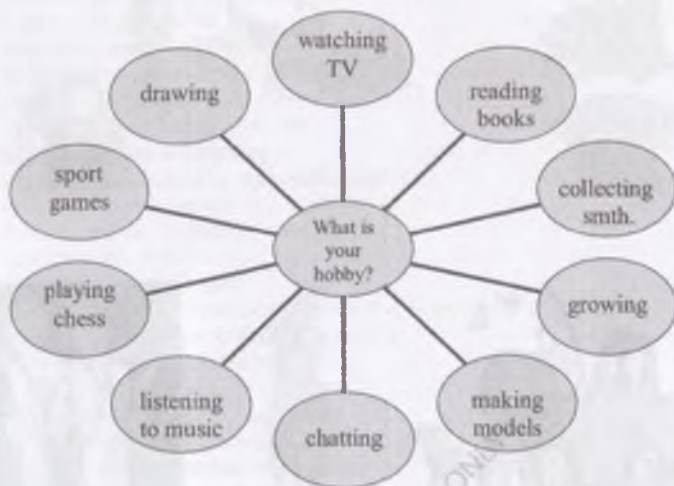 watching
TV
reading
books
collecting
smth.
growing
making
models
chatting
listening
to music
playing
chess
sport
games
drawing
What is
your
hobby?